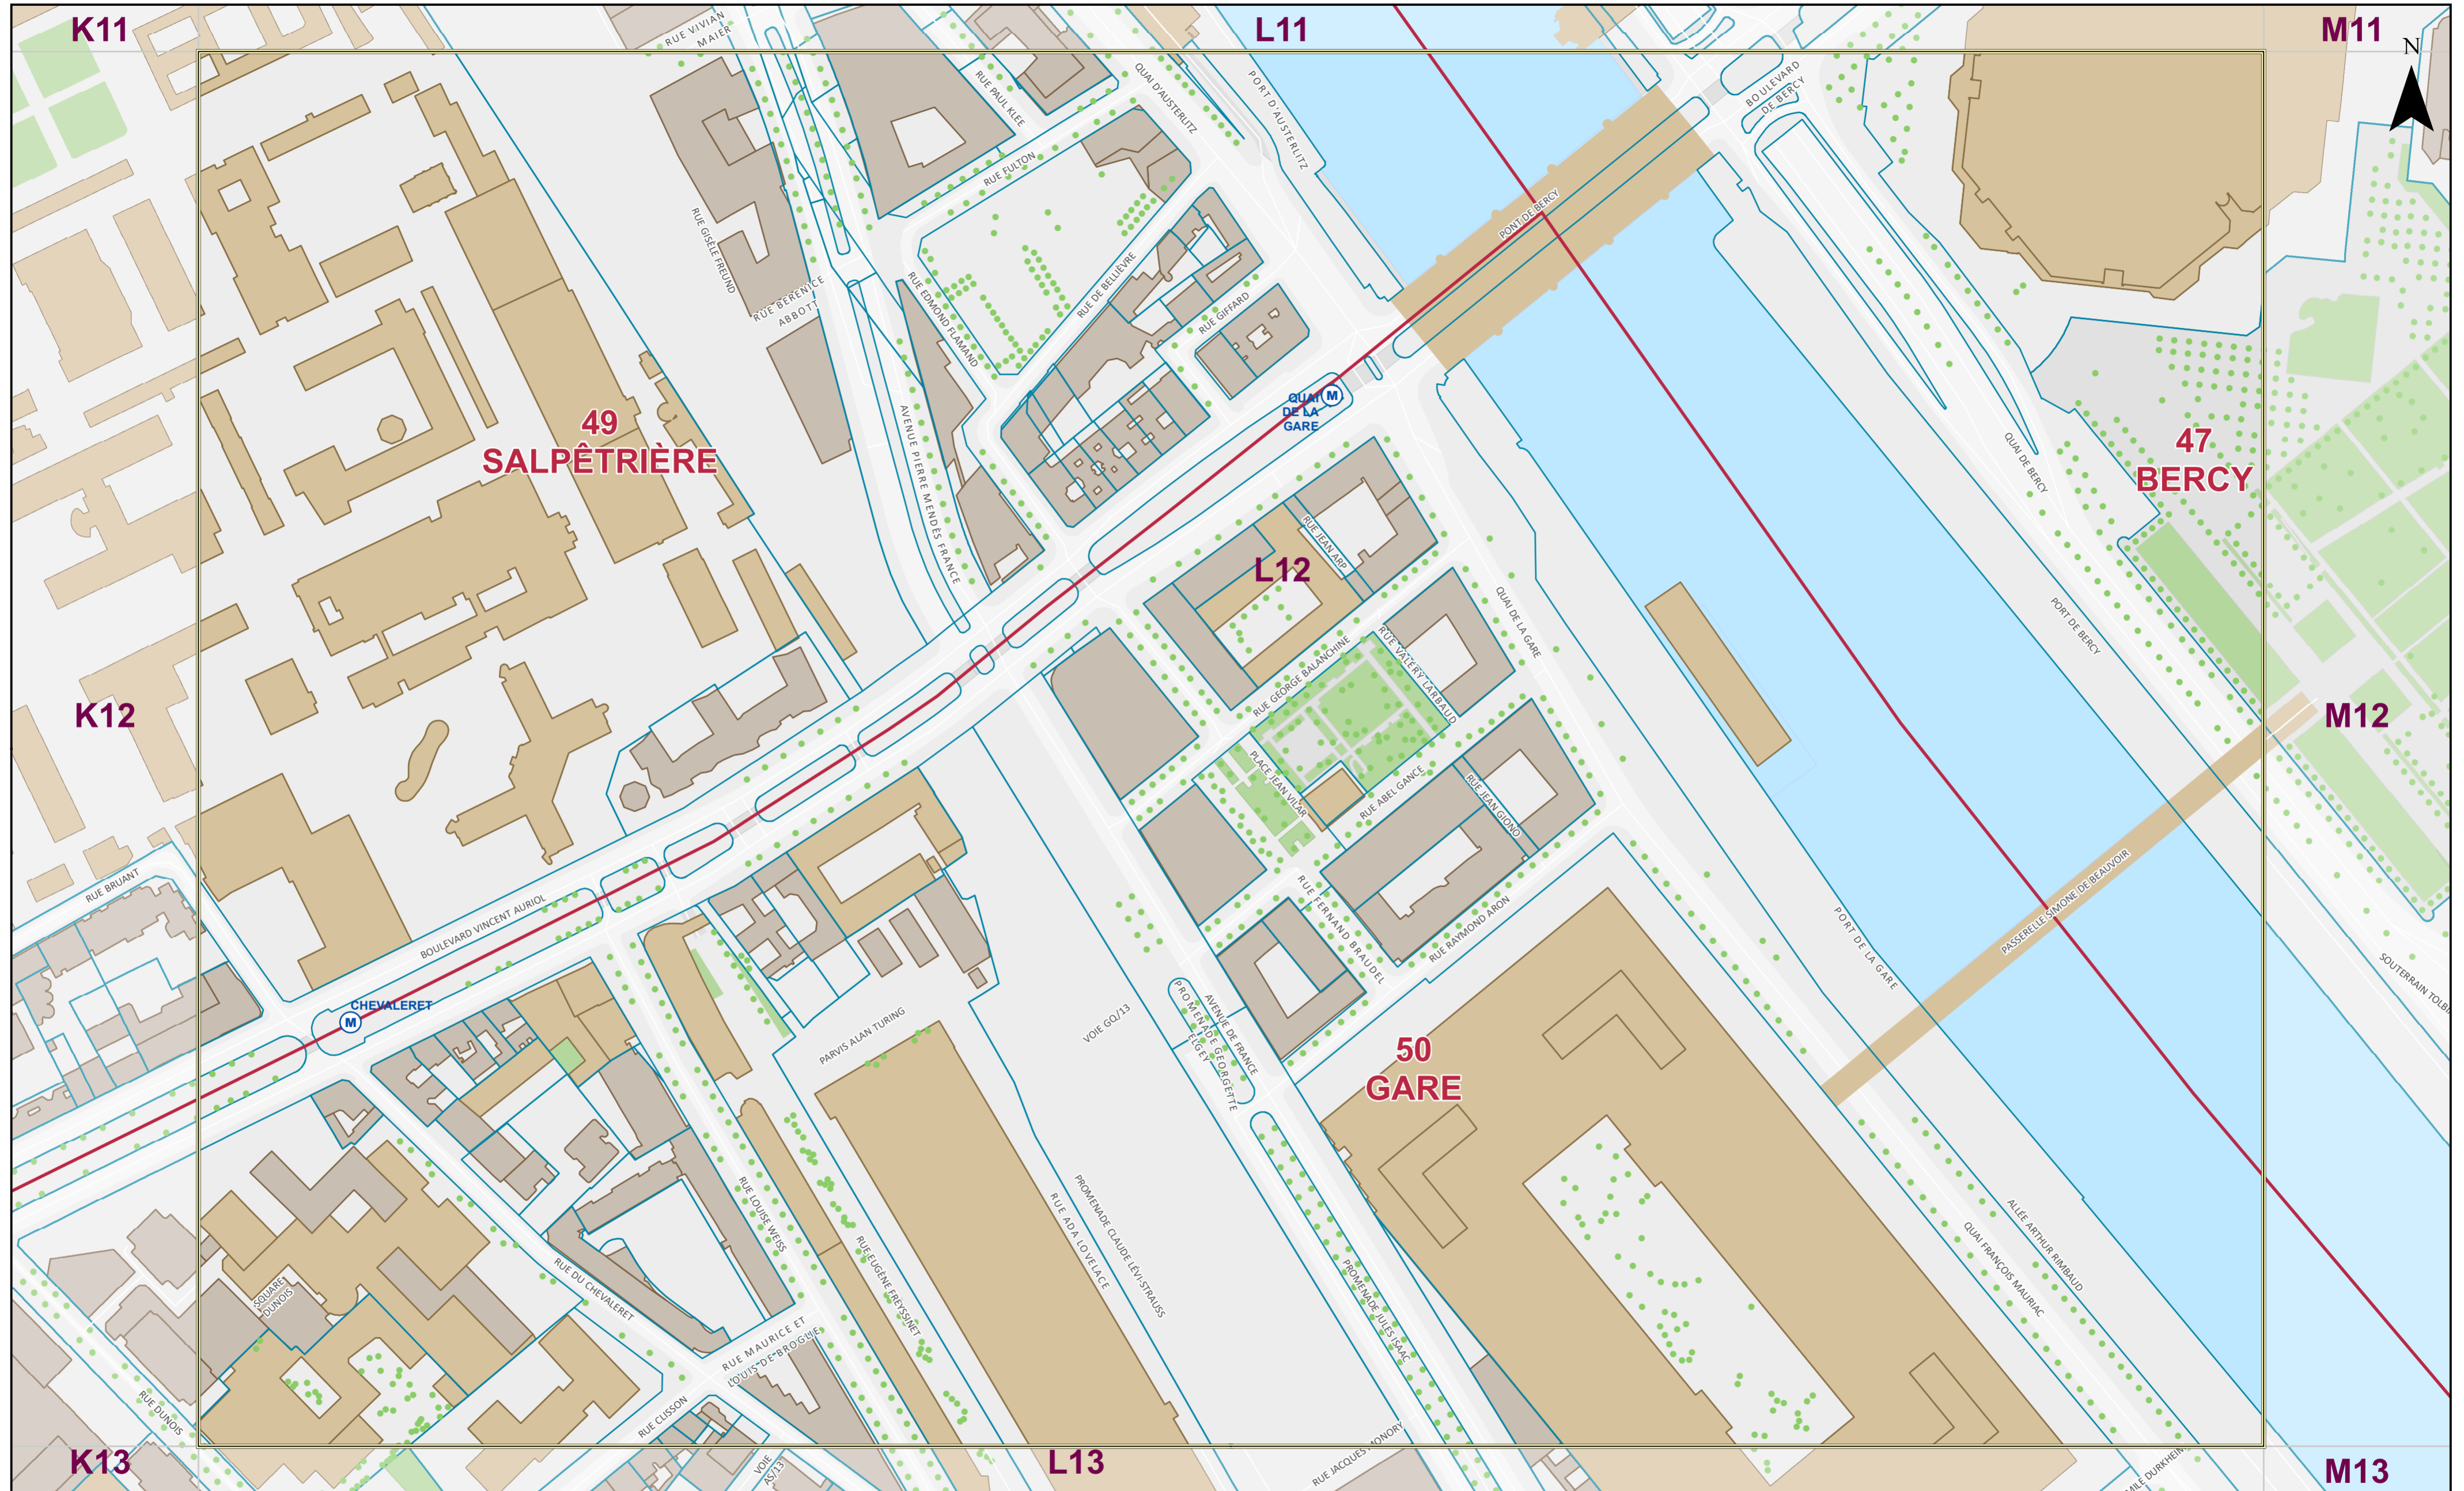 K11
L11
M11
N
RUE VIVIAN
MAIER
RUE PAUL KLEE
QUAI D'AUSTERLITZ
PORT D'AUSTERLITZ
BOULEVARD
DE BERCY
RUE FULTON
RUE GISÈLE FREUND
RUE BÉRÉNICE
ABBOTT
RUE EDMOND FLAMAND
RUE DE BELLIÈVRE
RUE GIFFARD
PONT DE BERCY
QUAI
DE LA
GARE
M
49
SALPÊTRIÈRE
AVENUE PIERRE MENDÈS FRANCE
47
BERCY
QUAI DE BERCY
PORT DE BERCY
RUE JEAN ARP
L12
QUAI DE LA GARE
RUE GEORGE BALANCHINE
RUE VALERY LARBAUD
K12
M12
PLACE JEAN VILAR
RUE ABEL GANCE
RUE JEAN GIONO
RUE BRUANT
BOULEVARD VINCENT AURIOL
RUE FERNAND BRAUDEL
RUE RAYMOND ARON
PORT DE LA GARE
PASSERELLE SIMONE DE BEAUVOIR
CHEVALERET
M
PARVIS ALAN TURING
VOIE GQ/13
PROMENADE GEORGETTE
ELGEY
AVENUE DE FRANCE
50
GARE
RUE LOUISE WEISS
RUE EUGÈNE FREYSSINET
RUE ADA LOVELACE
PROMENADE CLAUDE LÉVI-STRAUSS
PROMENADE JULES ISAAC
ALLÉE ARTHUR RIMBAUD
QUAI FRANÇOIS MAURIAC
SQUARE
DUNOIS
RUE DU CHEVALERET
RUE MAURICE ET
LOUIS DE BROGLIE
RUE DUNOIS
RUE CLISSON
VOIE
AS/13
RUE JACQUES MONORY
K13
L13
M13